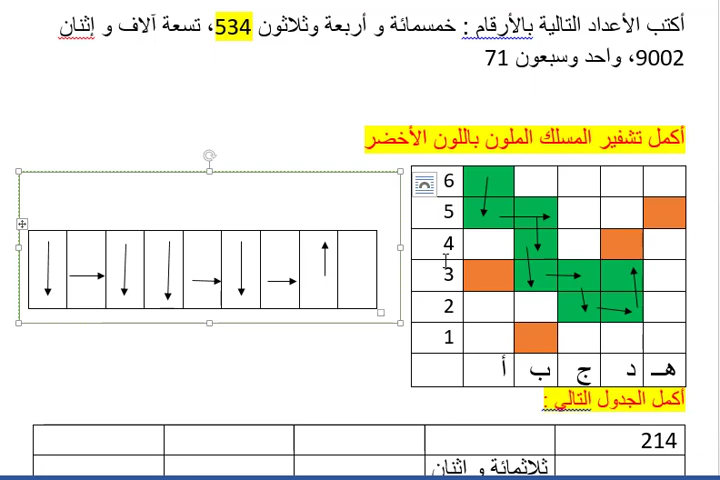 أكتب الأعداد التالية بالأرقام : خمسمائة و أربعة وثلاثون 534، تسعة آلاف و إثنان
9002، واحد وسبعون 71
أكمل تشفير المسلك الملون باللون الأخضر
6
5
4
3
2
1
أ ب ج د هـ
أكمل الجدول التالي :
214
ثلاثمائة و اثنان